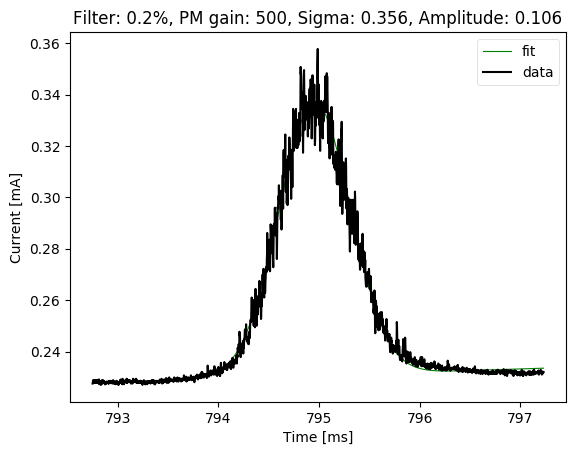 Filter: 0.2%, PM gain: 500, Sigma: 0.356, Amplitude: 0.106
fit
data
0.36
0.34
0.32
0.30
0.28
0.26
0.24
Current [mA]
793
794
795
796
797
Time [ms]